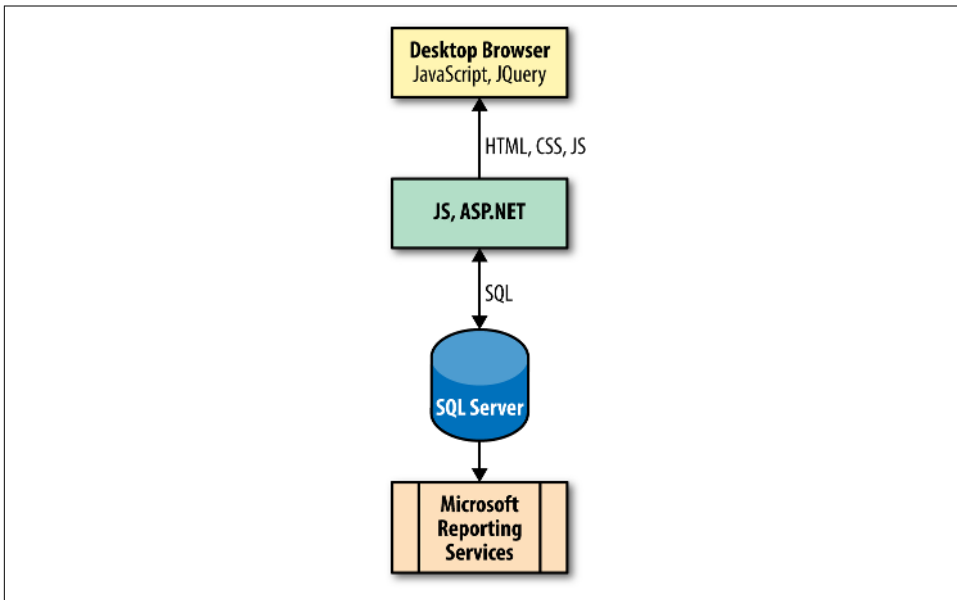 Desktop Browser
JavaScript, JQuery
HTML, CSS, JS
JS, ASP.NET
SQL
SQL Server
Microsoft
Reporting
Services